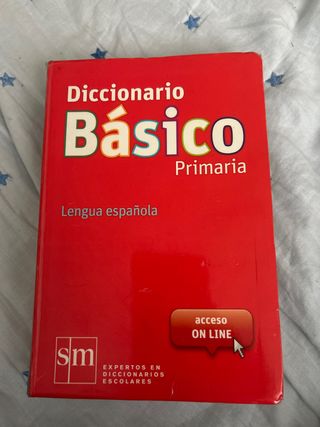 Diccionario
Básico
Primaria
Lengua española
acceso
ON LINE
sm
EXPERTOS EN
DICCIONARIOS
ESCOLARES